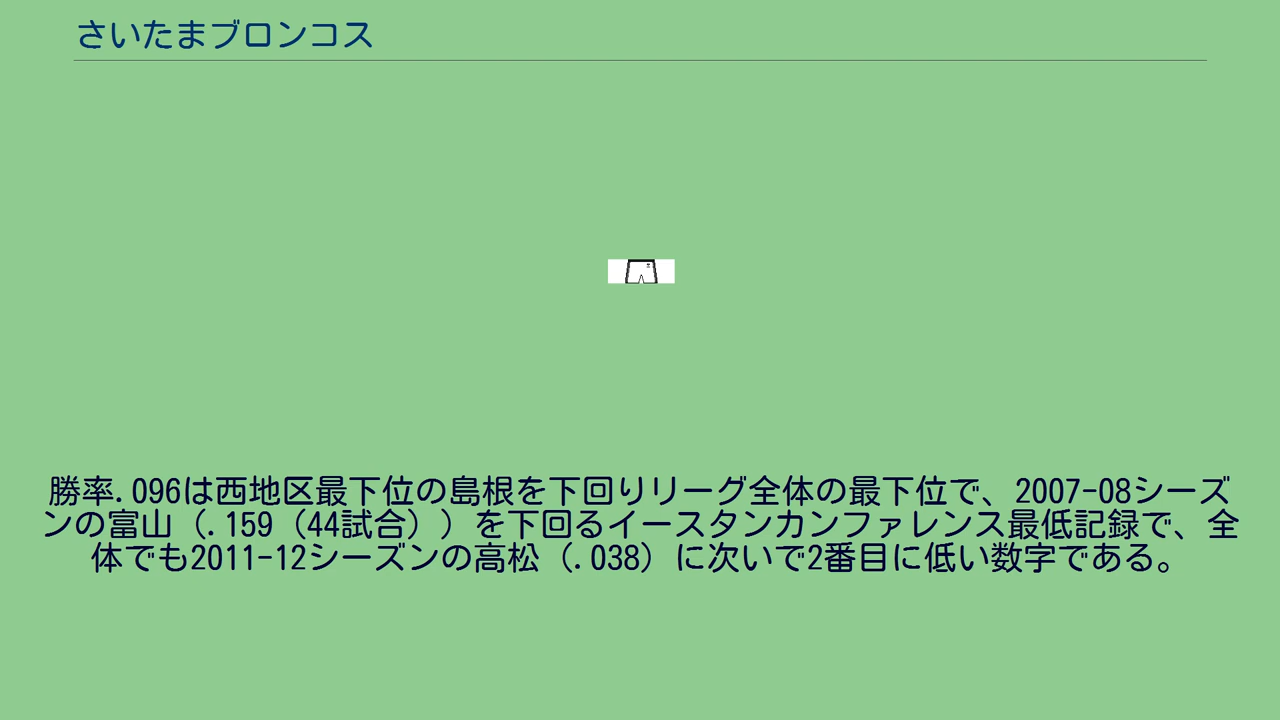 さいたまブロンコス
勝率.096は西地区最下位の島根を下回りリーグ全体の最下位で、2007-08シーズ
ンの富山（.159（44試合））を下回るイースタンカンファレンス最低記録で、全
体でも2011-12シーズンの高松（.038）に次いで2番目に低い数字である。